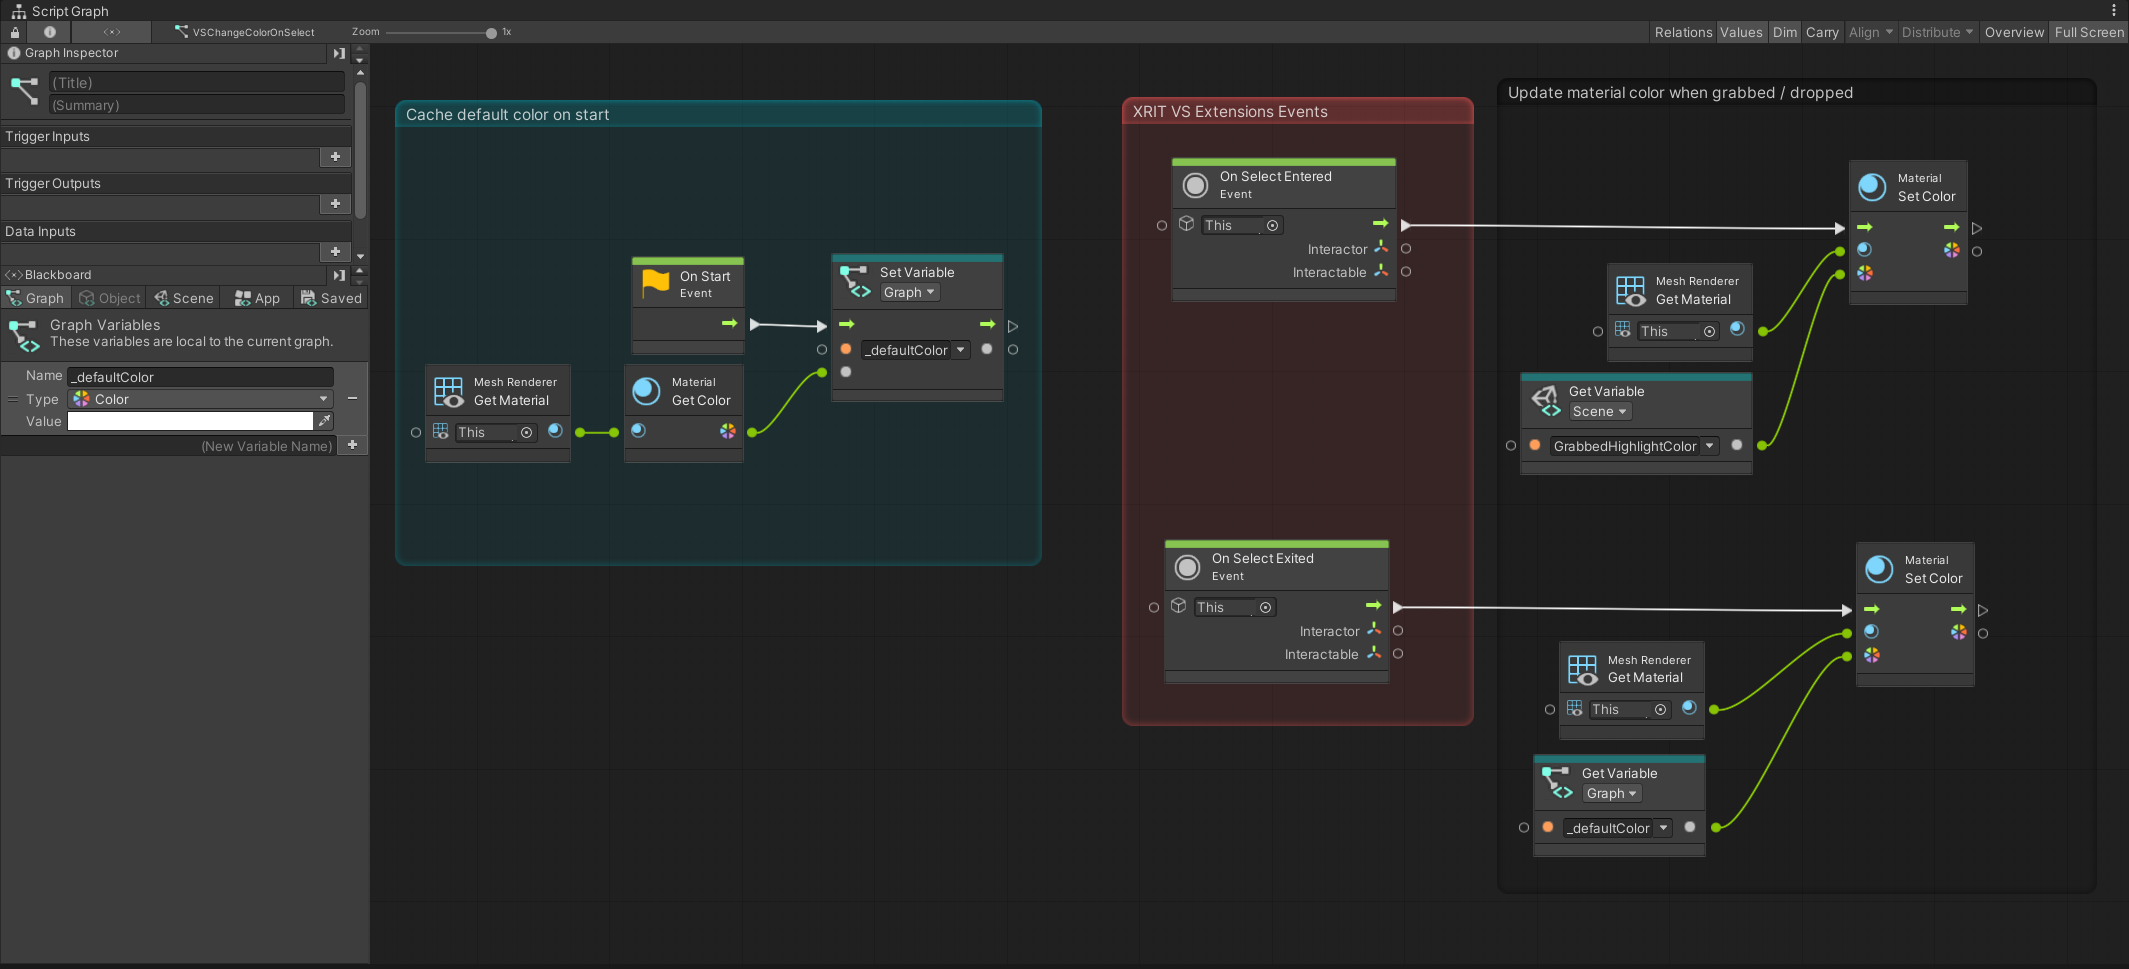 Script Graph
<×>
VSChangeColorOnSelect
Zoom
1x
Relations
Values
Dim
Carry
Align
Distribute
Overview
Full Screen
Graph Inspector
(Title)
(Summary)
Trigger Inputs
Trigger Outputs
Data Inputs
<×>Blackboard
Graph
Object
Scene
App
Saved
Graph Variables
These variables are local to the current graph.
Name
_defaultColor
Type
Color
Value
(New Variable Name)
Cache default color on start
On Start
Event
Set Variable
Graph
_defaultColor
Mesh Renderer
Get Material
This
Material
Get Color
XRIT VS Extensions Events
On Select Entered
Event
This
Interactor
Interactable
On Select Exited
Event
This
Interactor
Interactable
Update material color when grabbed / dropped
Material
Set Color
Mesh Renderer
Get Material
This
Get Variable
Scene
GrabbedHighlightColor
Material
Set Color
Mesh Renderer
Get Material
This
Get Variable
Graph
_defaultColor